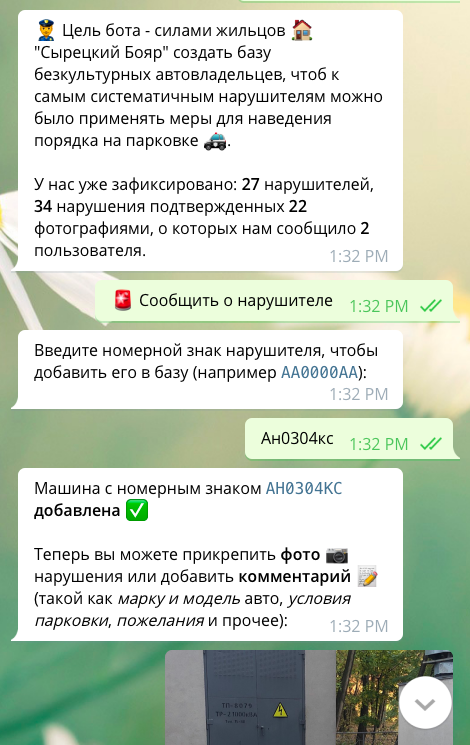 👮 Цель бота - силами жильцов 🏠
"Сырецкий Бояр" создать базу
безкультурных автовладельцев, чтоб к
самым систематичным нарушителям можно
было применять меры для наведения
порядка на парковке 🚓.
У нас уже зафиксировано: 27 нарушителей,
34 нарушения подтвержденных 22
фотографиями, о которых нам сообщило 2
пользователя.
1:32 PM
🚨 Сообщить о нарушителе 1:32 PM
Введите номерной знак нарушителя, чтобы
добавить его в базу (например AA0000AA):
1:32 PM
Ан0304кс 1:32 PM
Машина с номерным знаком AH0304KC
добавлена ✅
Теперь вы можете прикрепить фото 📷
нарушения или добавить комментарий 📝
(такой как марку и модель авто, условия
парковки, пожелания и прочее):
1:32 PM